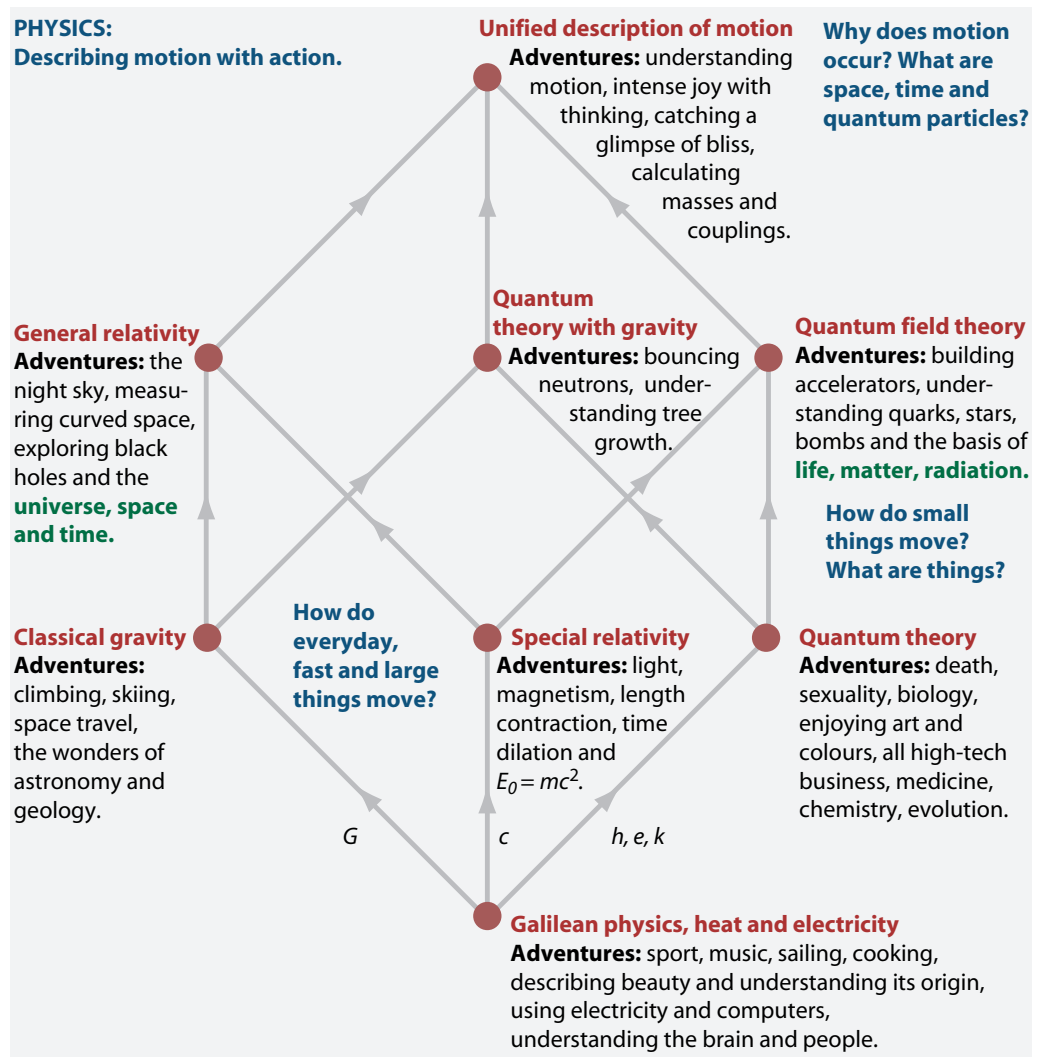 PHYSICS:
Describing motion with action.
Unified description of motion
Adventures: understanding
motion, intense joy with
thinking, catching a
glimpse of bliss,
calculating
masses and
couplings.
Why does motion
occur? What are
space, time and
quantum particles?
General relativity
Adventures: the
night sky, measu-
ring curved space,
exploring black
holes and the
universe, space
and time.
Quantum
theory with gravity
Adventures: bouncing
neutrons, under-
standing tree
growth.
Quantum field theory
Adventures: building
accelerators, under-
standing quarks, stars,
bombs and the basis of
life, matter, radiation.
How do small
things move?
What are things?
How do
everyday,
fast and large
things move?
Classical gravity
Adventures:
climbing, skiing,
space travel,
the wonders of
astronomy and
geology.
Special relativity
Adventures: light,
magnetism, length
contraction, time
dilation and
E₀ = mc².
Quantum theory
Adventures: death,
sexuality, biology,
enjoying art and
colours, all high-tech
business, medicine,
chemistry, evolution.
G
c
h, e, k
Galilean physics, heat and electricity
Adventures: sport, music, sailing, cooking,
describing beauty and understanding its origin,
using electricity and computers,
understanding the brain and people.